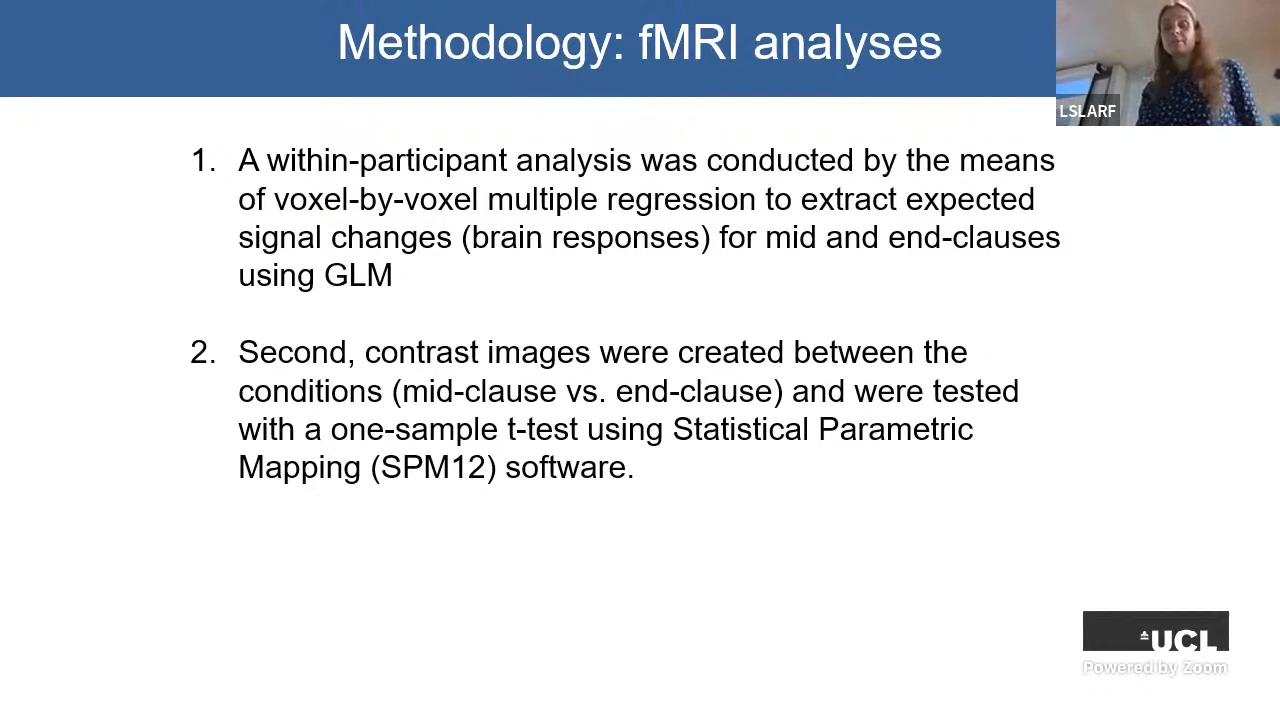 Methodology: fMRI analyses
LSLARF
1. A within-participant analysis was conducted by the means
of voxel-by-voxel multiple regression to extract expected
signal changes (brain responses) for mid and end-clauses
using GLM
2. Second, contrast images were created between the
conditions (mid-clause vs. end-clause) and were tested
with a one-sample t-test using Statistical Parametric
Mapping (SPM12) software.
UCL
Powered by Zoom